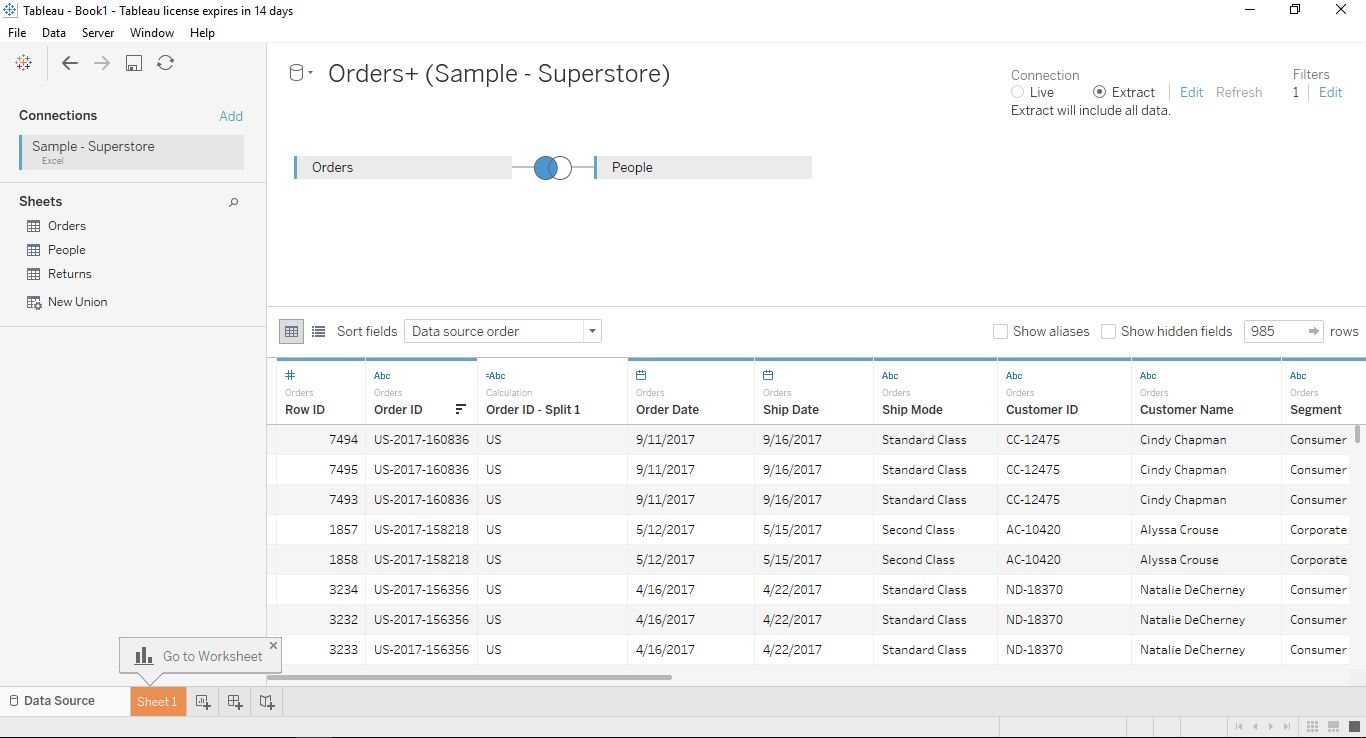 Tableau - Book1 - Tableau license expires in 14 days
File Data Server Window Help
Connections Add
Sample - Superstore
Excel
Sheets
Orders
People
Returns
New Union
Orders+ (Sample - Superstore)
Connection
Live Extract Edit Refresh
Extract will include all data.
Filters
1 Edit
Orders People
Sort fields Data source order Show aliases Show hidden fields 985 rows
# Abc =Abc Abc Abc Abc Abc
Orders Orders Calculation Orders Orders Orders Orders Orders Orders
Row ID Order ID Order ID - Split 1 Order Date Ship Date Ship Mode Customer ID Customer Name Segment
7494 US-2017-160836 US 9/11/2017 9/16/2017 Standard Class CC-12475 Cindy Chapman Consumer
7495 US-2017-160836 US 9/11/2017 9/16/2017 Standard Class CC-12475 Cindy Chapman Consumer
7493 US-2017-160836 US 9/11/2017 9/16/2017 Standard Class CC-12475 Cindy Chapman Consumer
1857 US-2017-158218 US 5/12/2017 5/15/2017 Second Class AC-10420 Alyssa Crouse Corporate
1858 US-2017-158218 US 5/12/2017 5/15/2017 Second Class AC-10420 Alyssa Crouse Corporate
3234 US-2017-156356 US 4/16/2017 4/22/2017 Standard Class ND-18370 Natalie DeCherney Consumer
3232 US-2017-156356 US 4/16/2017 4/22/2017 Standard Class ND-18370 Natalie DeCherney Consumer
3233 US-2017-156356 US 4/16/2017 4/22/2017 Standard Class ND-18370 Natalie DeCherney Consumer
Go to Worksheet
Data Source Sheet 1